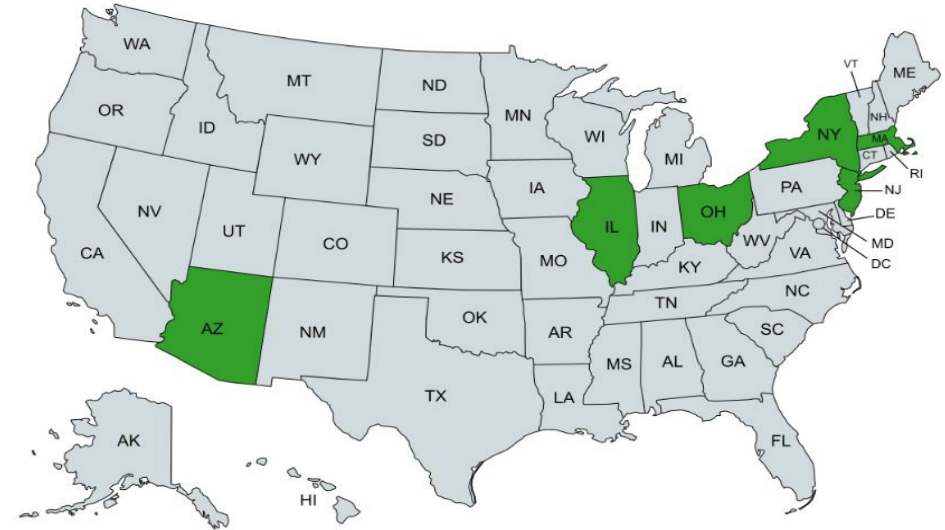 WA
MT
ND
MN
VT
ME
OR
ID
SD
WI
MI
NY
NH
MA
WY
CT
RI
IA
NE
PA
NJ
NV
UT
CO
IL
IN
OH
DE
MD
DC
CA
KS
MO
WV
VA
KY
AZ
NM
OK
AR
TN
NC
SC
MS
AL
GA
TX
LA
FL
AK
HI